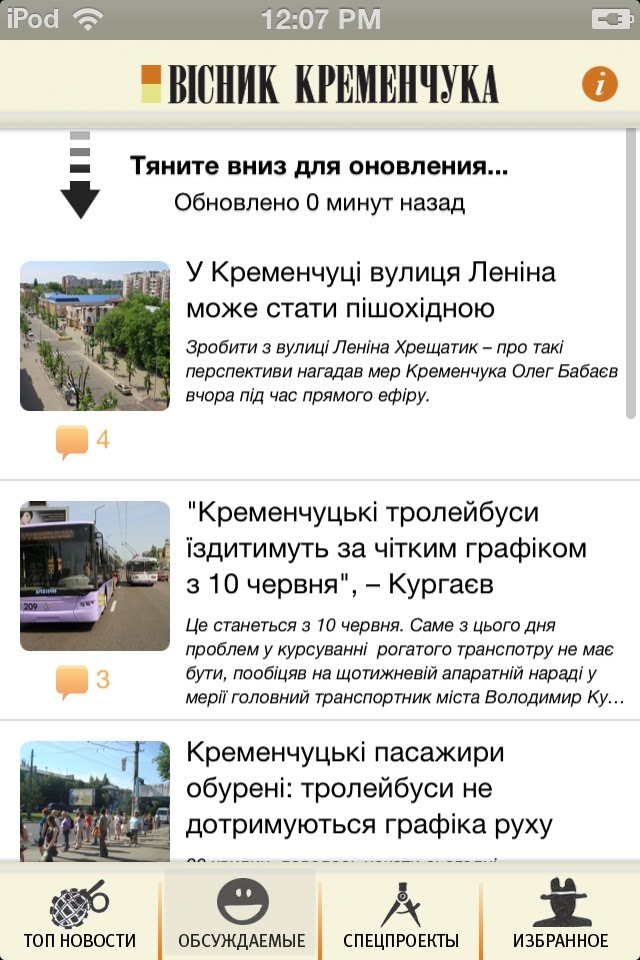 iPod 12:07 PM
ВІСНИК КРЕМЕНЧУКА
i
Тяните вниз для оновления...
Обновлено 0 минут назад
У Кременчуці вулиця Леніна
може стати пішохідною
Зробити з вулиці Леніна Хрещатик – про такі
перспективи нагадав мер Кременчука Олег Бабаєв
вчора під час прямого ефіру.
4
"Кременчуцькі тролейбуси
їздитимуть за чітким графіком
з 10 червня", – Кургаєв
Це станеться з 10 червня. Саме з цього дня
проблем у курсуванні рогатого транспотру не має
бути, пообіцяв на щотижневій апаратній нараді у
мерії головний транспортник міста Володимир Ку...
209
3
Кременчуцькі пасажири
обурені: тролейбуси не
дотримуються графіка руху
ТОП НОВОСТИ ОБСУЖДАЕМЫЕ СПЕЦПРОЕКТЫ ИЗБРАННОЕ